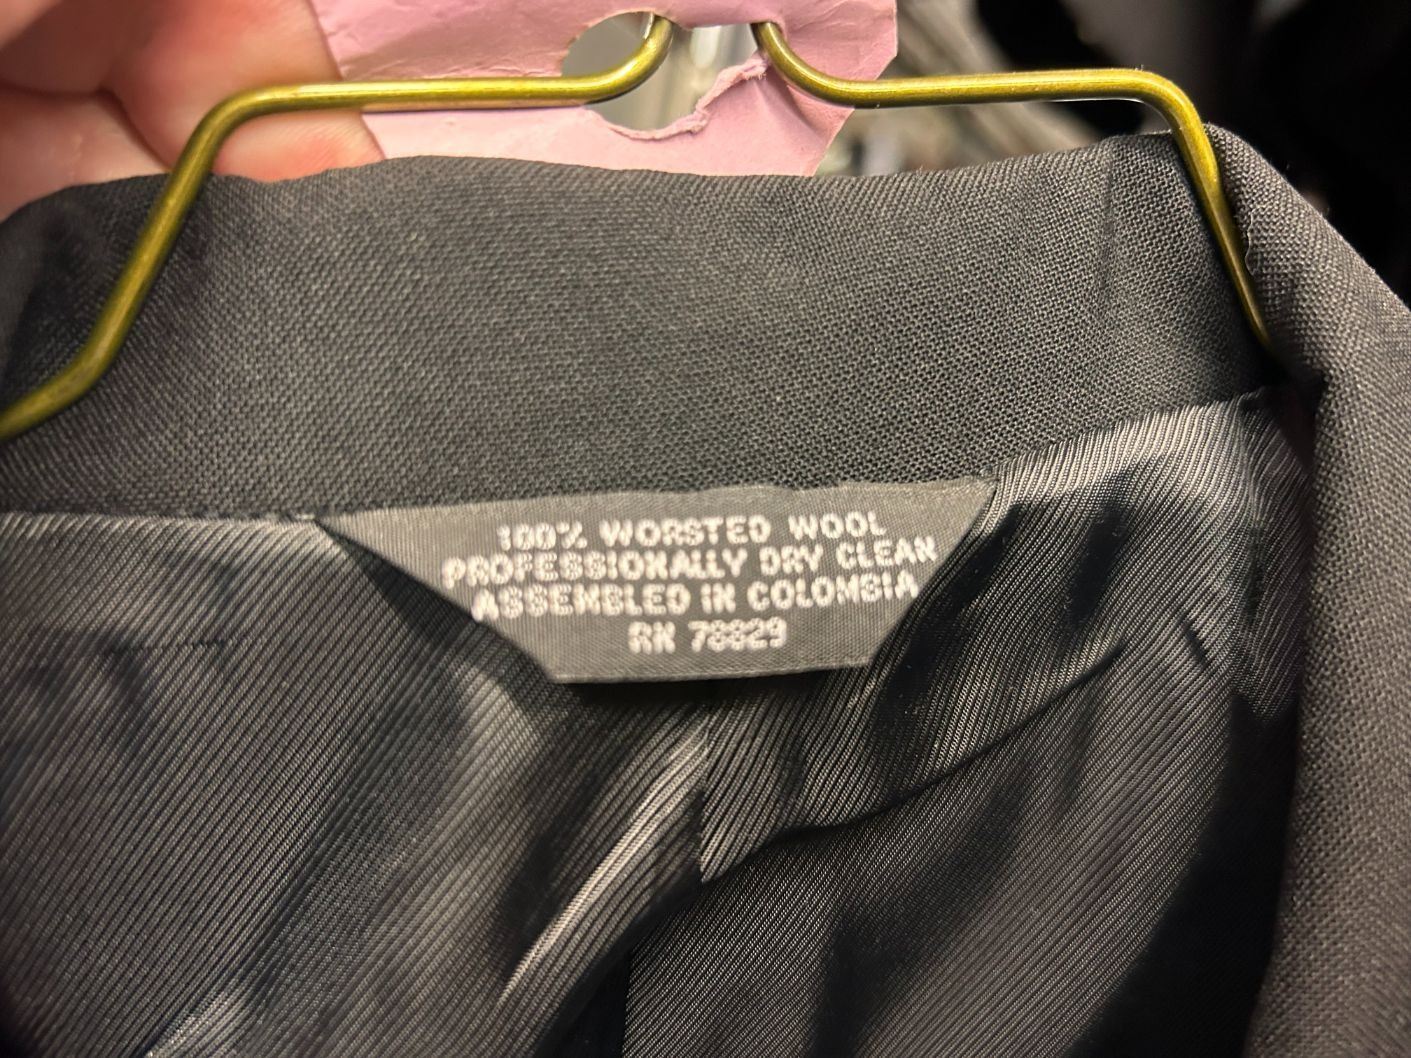 100% WORSTED WOOL
PROFESSIONALLY DRY CLEAN
ASSEMBLED IN COLOMBIA
RN 78829